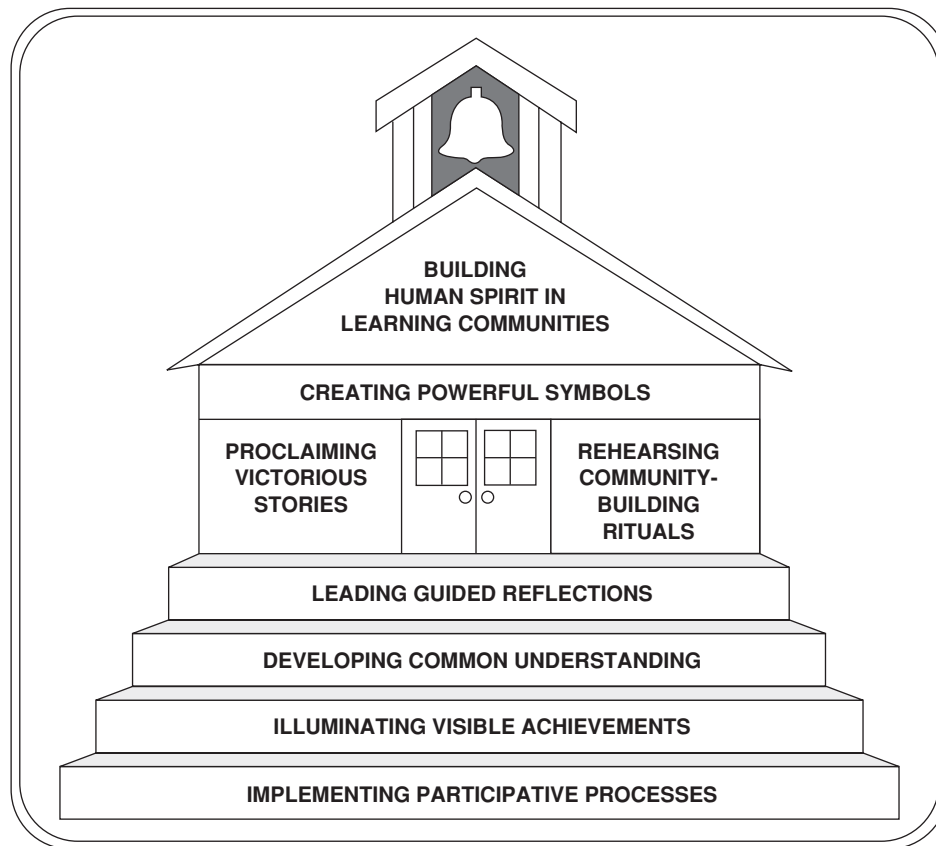 BUILDING
HUMAN SPIRIT IN
LEARNING COMMUNITIES
CREATING POWERFUL SYMBOLS
PROCLAIMING
VICTORIOUS
STORIES
REHEARSING
COMMUNITY-
BUILDING
RITUALS
LEADING GUIDED REFLECTIONS
DEVELOPING COMMON UNDERSTANDING
ILLUMINATING VISIBLE ACHIEVEMENTS
IMPLEMENTING PARTICIPATIVE PROCESSES